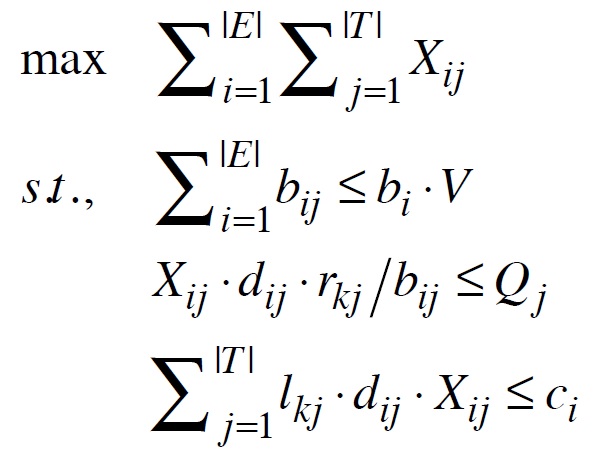 max ∑_{i=1}^{|E|} ∑_{j=1}^{|T|} X_{ij}
s.t., ∑_{i=1}^{|E|} b_{ij} ≤ b_i · V
X_{ij} · d_{ij} · r_{kj} / b_{ij} ≤ Q_j
∑_{j=1}^{|T|} l_{kj} · d_{ij} · X_{ij} ≤ c_i